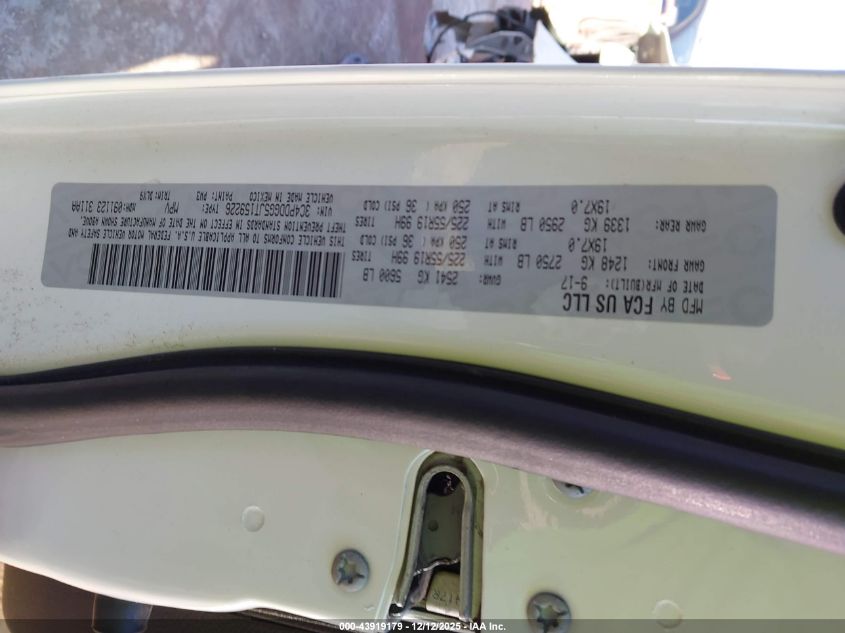 MFD BY FCA US LLC
DATE OF MFR(BUILT): 9-17 GVWR: 2541 KG 5600 LB
GAWR FRONT: 1248 KG 2750 LB WITH 225/55R19 99H TIRES
19X7.0 RIMS AT 250 KPA ( 36 PSI) COLD
GAWR REAR: 1339 KG 2950 LB WITH 225/55R19 99H TIRES
19X7.0 RIMS AT 250 KPA ( 36 PSI) COLD
THIS VEHICLE CONFORMS TO ALL APPLICABLE U.S.A. FEDERAL MOTOR VEHICLE SAFETY AND
THEFT PREVENTION STANDARDS IN EFFECT ON THE DATE OF MANUFACTURE SHOWN ABOVE.
VIN: 3C4PDDGG5JT159226 TYPE: MPV MDH:091123 311AA
VEHICLE MADE IN MEXICO PAINT: PW3 TRIM:DLV9
417R
000-43919179 - 12/12/2025 - IAA Inc.